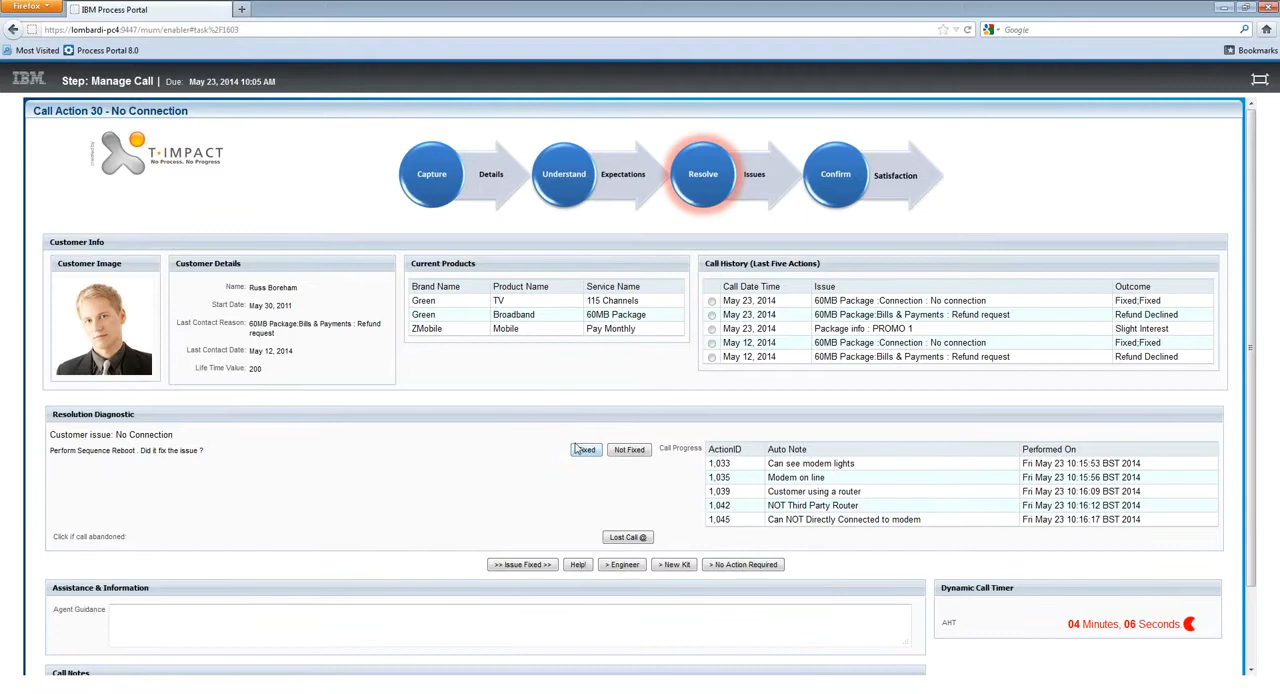 Firefox
IBM Process Portal
https://lombardi-pc4:9447/mum/enabler#task%2F1603
Google
Most Visited Process Portal 8.0 Bookmarks
IBM Step: Manage Call | Due: May 23, 2014 10:05 AM
Call Action 30 - No Connection
created by T·IMPACT
No Process, No Progress
Capture Details Understand Expectations Resolve Issues Confirm Satisfaction
Customer Info
Customer Image
Customer Details
Name: Russ Boreham
Start Date: May 30, 2011
Last Contact Reason: 60MB Package:Bills & Payments : Refund
request
Last Contact Date: May 12, 2014
Life Time Value: 200
Current Products
Brand Name Product Name Service Name
Green TV 115 Channels
Green Broadband 60MB Package
ZMobile Mobile Pay Monthly
Call History (Last Five Actions)
Call Date Time Issue Outcome
May 23, 2014 60MB Package :Connection : No connection Fixed;Fixed
May 23, 2014 60MB Package:Bills & Payments : Refund request Refund Declined
May 23, 2014 Package info : PROMO 1 Slight Interest
May 12, 2014 60MB Package :Connection : No connection Fixed;Fixed
May 12, 2014 60MB Package:Bills & Payments : Refund request Refund Declined
Resolution Diagnostic
Customer issue: No Connection
Perform Sequence Reboot . Did it fix the issue ?
Fixed Not Fixed
Call Progress
ActionID Auto Note Performed On
1,033 Can see modem lights Fri May 23 10:15:53 BST 2014
1,035 Modem on line Fri May 23 10:15:56 BST 2014
1,039 Customer using a router Fri May 23 10:16:09 BST 2014
1,042 NOT Third Party Router Fri May 23 10:16:12 BST 2014
1,045 Can NOT Directly Connected to modem Fri May 23 10:16:17 BST 2014
Click if call abandoned: Lost Call @
>> Issue Fixed >> Help! > Engineer > New Kit > No Action Required
Assistance & Information
Agent Guidance
Dynamic Call Timer
AHT 04 Minutes, 06 Seconds
Call Notes